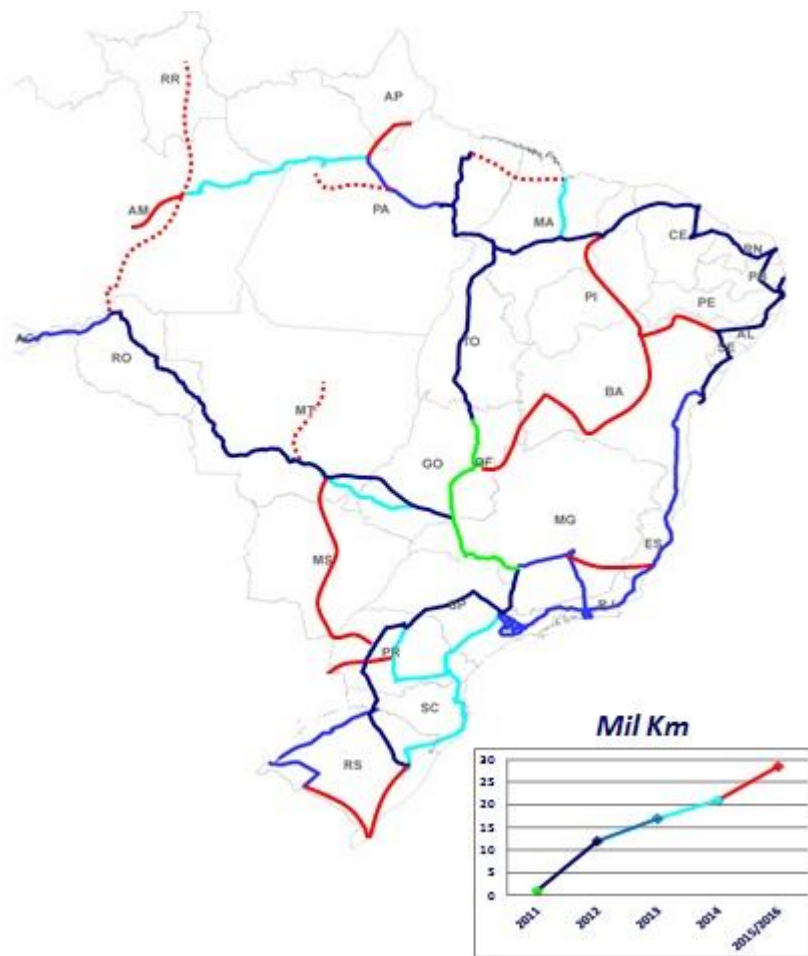 RR
AP
AM
PA
MA
CE
RN
PB
PI
PE
AC
AL
TO
SE
RO
BA
MT
GO
DF
MG
MS
ES
SP
RJ
PR
SC
RS
Mil Km
30
25
20
15
10
5
0
2011
2012
2013
2014
2015/2016